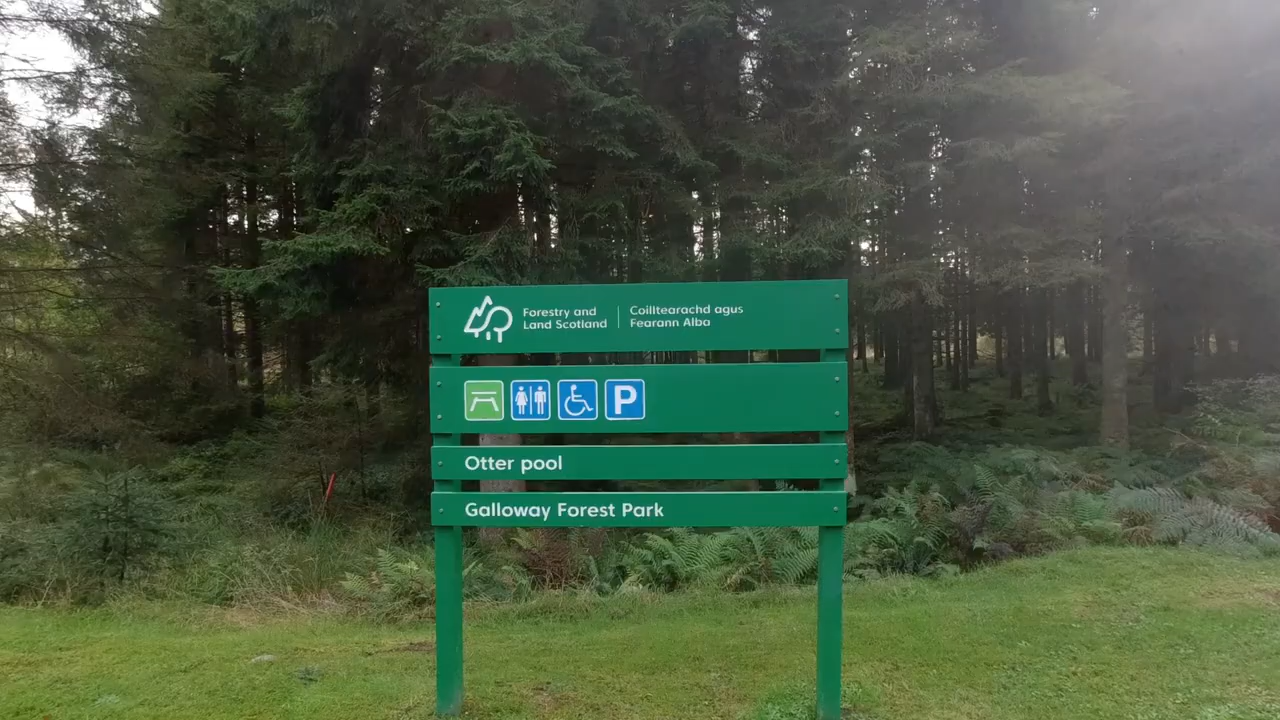 Forestry and
Land Scotland
Coilltearachd agus
Fearann Alba
P
Otter pool
Galloway Forest Park